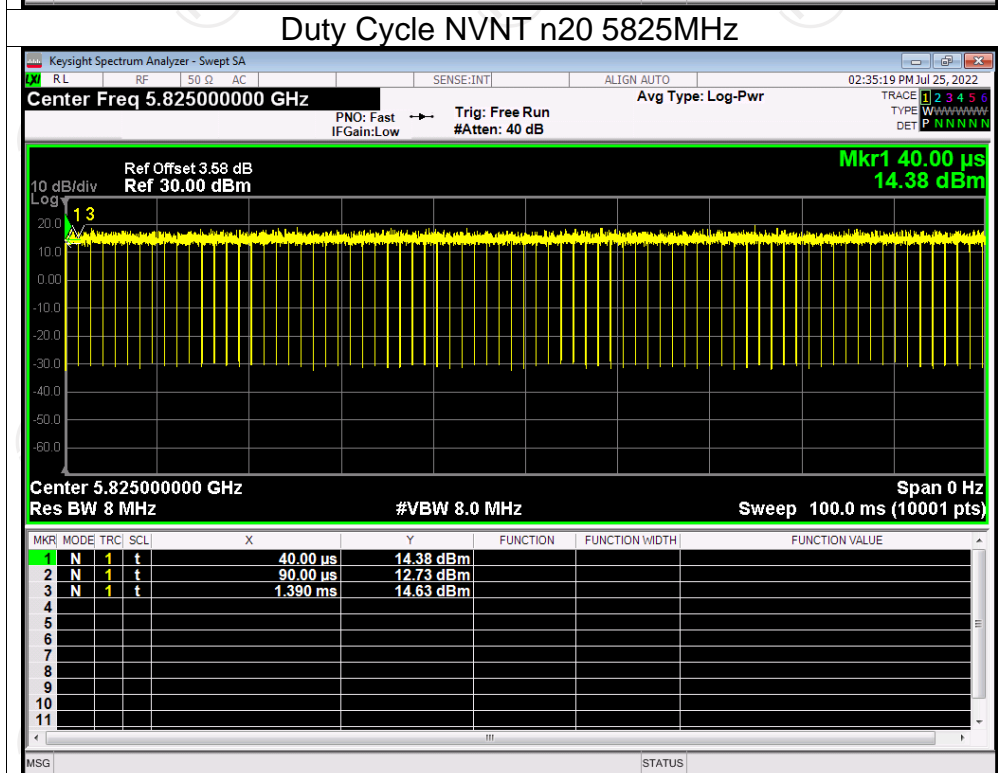 Duty Cycle NVNT n20 5825MHz
Keysight Spectrum Analyzer - Swept SA
LXI RL RF 50 Ω AC SENSE:INT ALIGN AUTO 02:35:19 PM Jul 25, 2022
Center Freq 5.825000000 GHz Avg Type: Log-Pwr TRACE 1 2 3 4 5 6
PNO: Fast Trig: Free Run TYPE WWWWWW
IFGain:Low #Atten: 40 dB DET P N N N N N
Mkr1 40.00 µs
Ref Offset 3.58 dB
10 dB/div Ref 30.00 dBm 14.38 dBm
Log
1 3
20.0
10.0
0.00
-10.0
-20.0
-30.0
-40.0
-50.0
-60.0
Center 5.825000000 GHz Span 0 Hz
Res BW 8 MHz #VBW 8.0 MHz Sweep 100.0 ms (10001 pts)
MKR MODE TRC SCL X Y FUNCTION FUNCTION WIDTH FUNCTION VALUE
1 N 1 t 40.00 µs 14.38 dBm
2 N 1 t 90.00 µs 12.73 dBm
3 N 1 t 1.390 ms 14.63 dBm
4
5
6
7
8
9
10
11
MSG STATUS